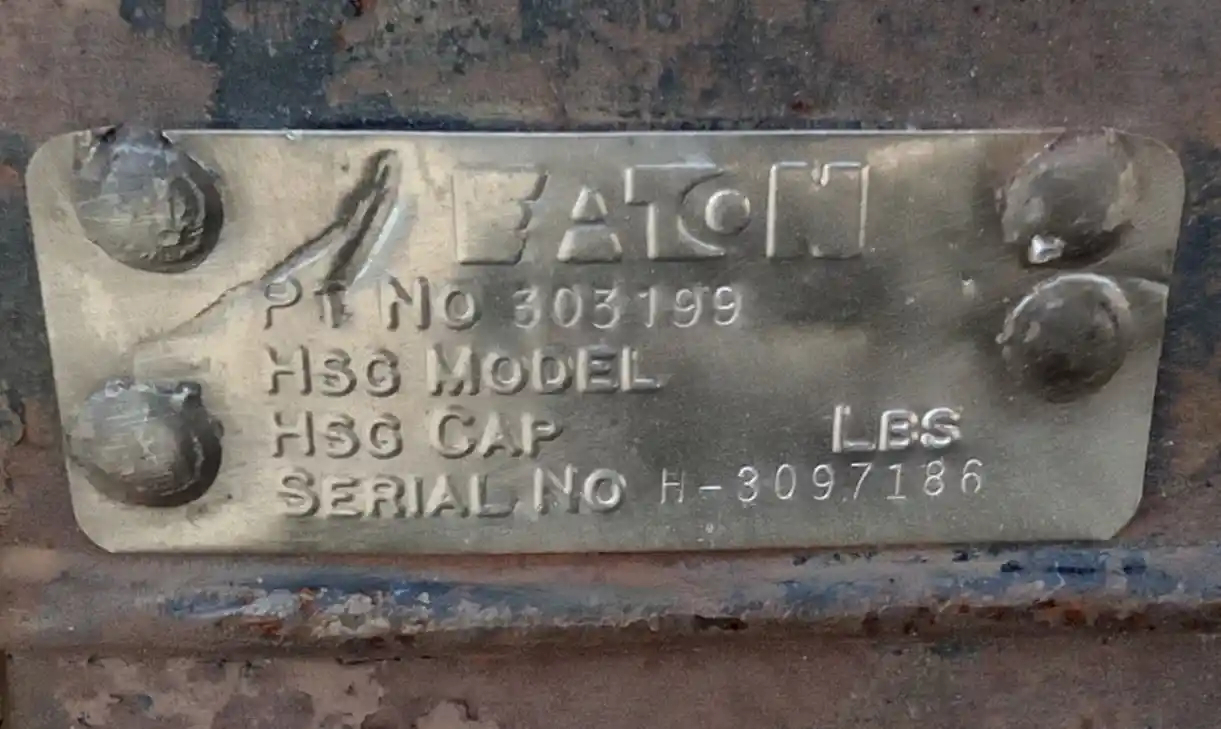 EATON
PT NO 303199
HSG MODEL
HSG CAP LBS
SERIAL NO H-3097186